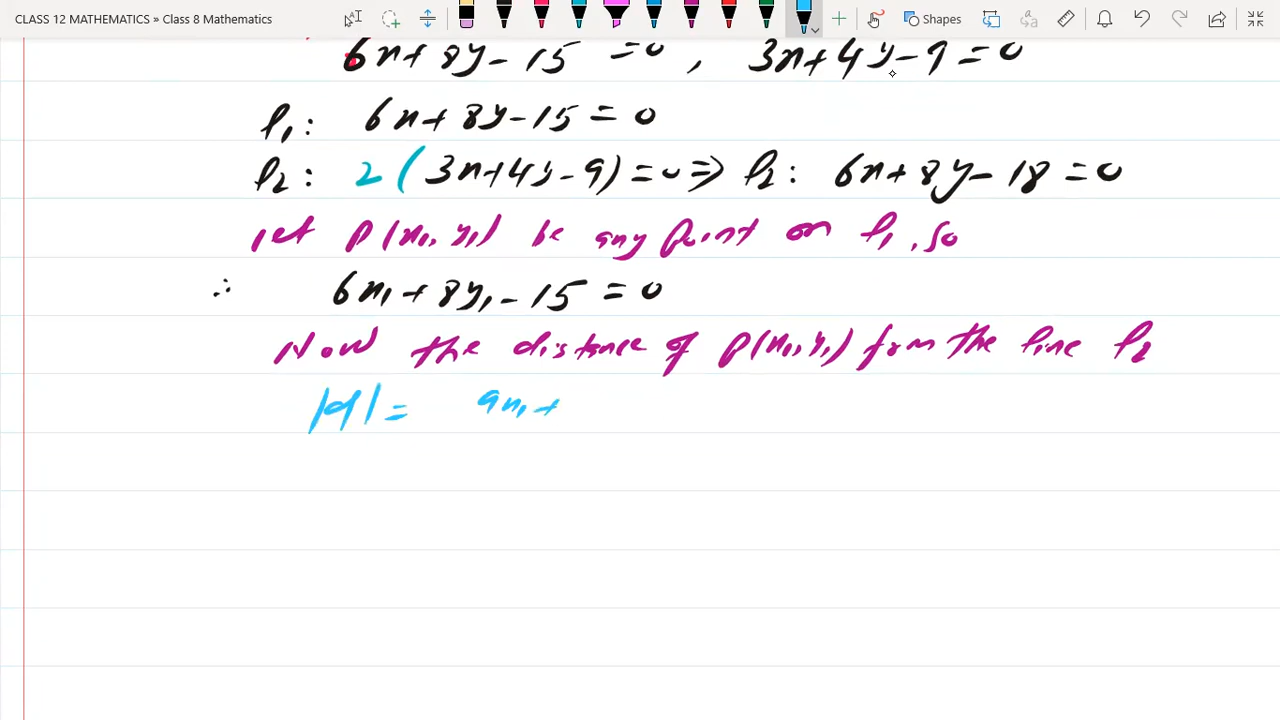 CLASS 12 MATHEMATICS » Class 8 Mathematics Shapes
6x + 8y - 15 = 0 , 3x + 4y - 9 = 0
l₁ : 6x + 8y - 15 = 0
l₂ : 2 (3x + 4y - 9) = 0 ⇒ l₂ : 6x + 8y - 18 = 0
Let P(x₁, y₁) be any point on l₁, so
∴ 6x₁ + 8y₁ - 15 = 0
Now the distance of P(x₁, y₁) from the line l₂
|d| = ax₁ +